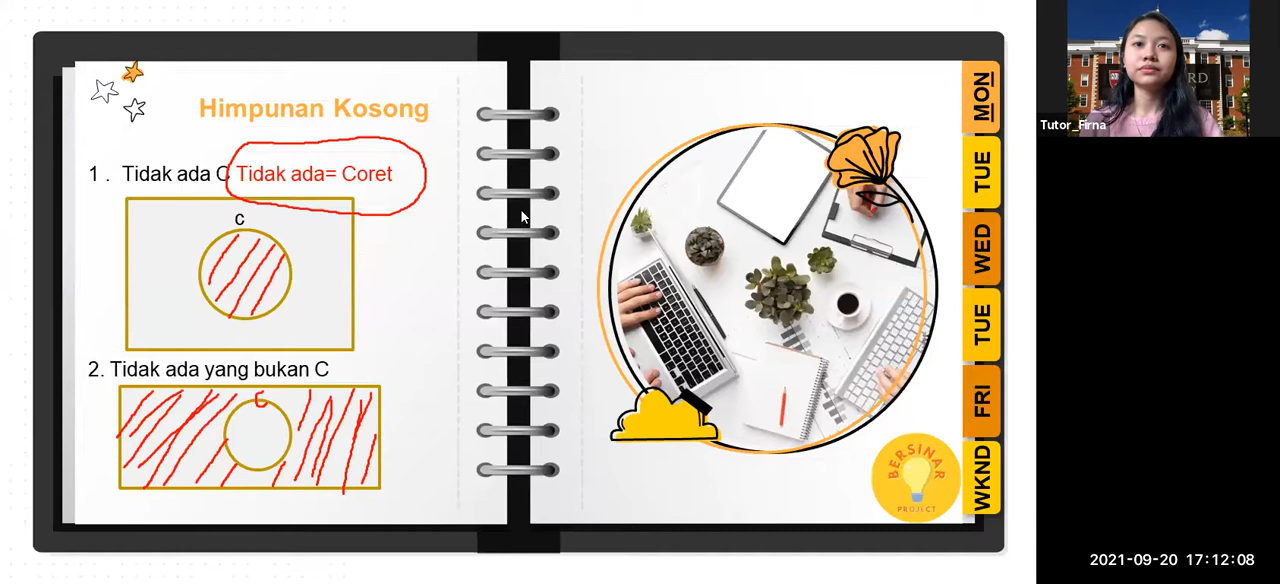 Himpunan Kosong
1 . Tidak ada C Tidak ada= Coret
c
2. Tidak ada yang bukan C
C
MON
TUE
WED
TUE
FRI
WKND
BERSINAR
PROJECT
RD
Tutor_Firna
2021-09-20 17:12:08